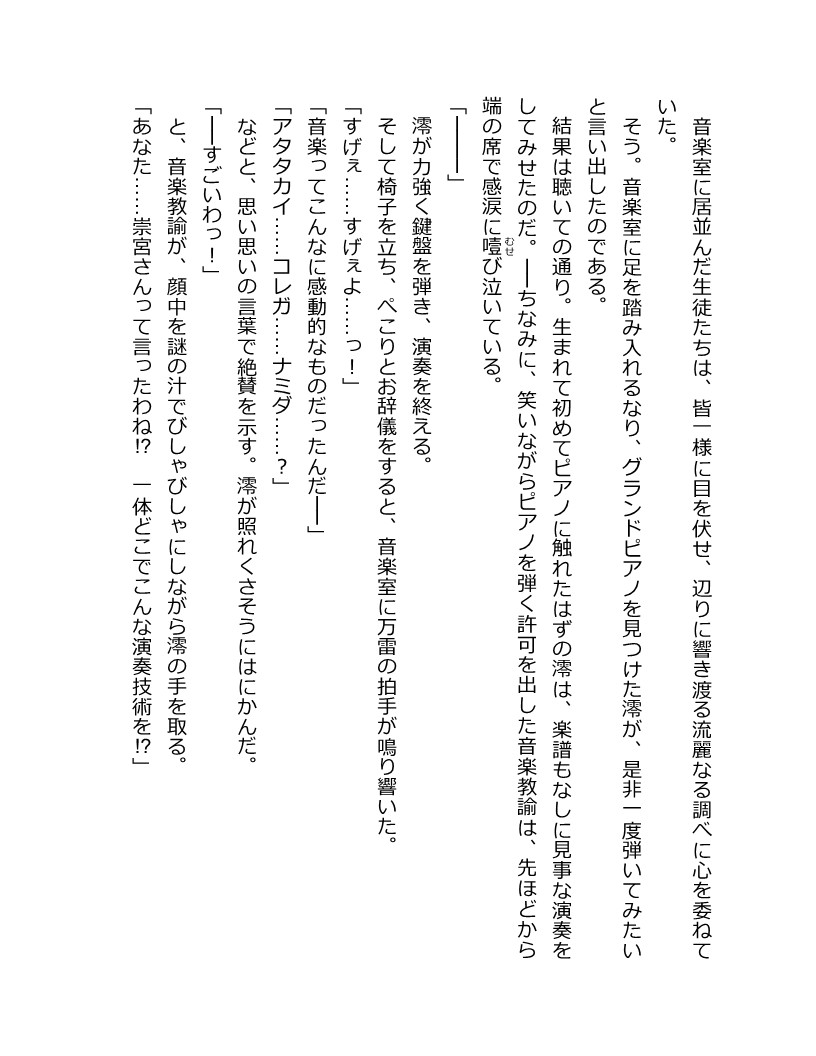 音楽室に居並んだ生徒たちは、皆一様に目を伏せ、辺りに響き渡る流麗なる調べに心を委ねて
いた。
　そう。音楽室に足を踏み入れるなり、グランドピアノを見つけた澪が、是非一度弾いてみたい
と言い出したのである。
　結果は聴いての通り。生まれて初めてピアノに触れたはずの澪は、楽譜もなしに見事な演奏を
してみせたのだ。――ちなみに、笑いながらピアノを弾く許可を出した音楽教諭は、先ほどから
端の席で感涙に噎むせび泣いている。
「―――」
　澪が力強く鍵盤を弾き、演奏を終える。
　そして椅子を立ち、ぺこりとお辞儀をすると、音楽室に万雷の拍手が鳴り響いた。
「すげぇ……すげぇよ……っ！」
「音楽ってこんなに感動的なものだったんだ――」
「アタタカイ……コレガ……ナミダ……？」
　などと、思い思いの言葉で絶賛を示す。澪が照れくさそうにはにかんだ。
「――すごいわっ！」
　と、音楽教諭が、顔中を謎の汁でびしゃびしゃにしながら澪の手を取る。
「あなた……崇宮さんって言ったわね⁉　一体どこでこんな演奏技術を⁉」